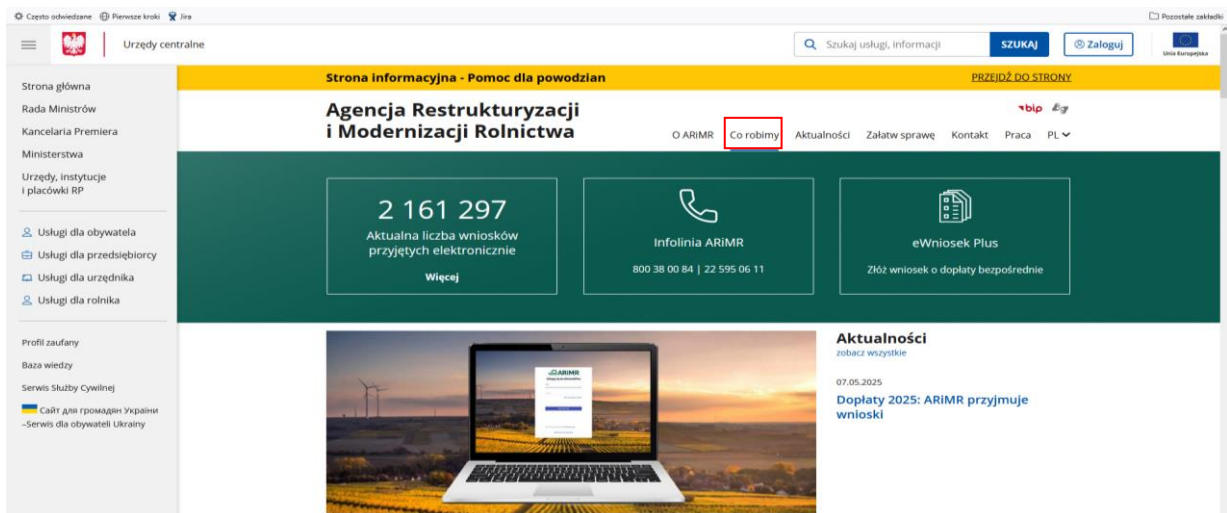 Często odwiedzane Pierwsze kroki Jira Pozostałe zakładki
Urzędy centralne Szukaj usługi, informacji SZUKAJ Zaloguj
Unia Europejska
Strona główna
Rada Ministrów
Kancelaria Premiera
Ministerstwa
Urzędy, instytucje
i placówki RP
Usługi dla obywatela
Usługi dla przedsiębiorcy
Usługi dla urzędnika
Usługi dla rolnika
Profil zaufany
Baza wiedzy
Serwis Służby Cywilnej
Сайт для громадян України
–Serwis dla obywateli Ukrainy
Strona informacyjna - Pomoc dla powodzian PRZEJDŹ DO STRONY
Agencja Restrukturyzacji
i Modernizacji Rolnictwa
bip
O ARiMR Co robimy Aktualności Załatw sprawę Kontakt Praca PL
2 161 297
Aktualna liczba wniosków
przyjętych elektronicznie
Więcej
Infolinia ARiMR
800 38 00 84 | 22 595 06 11
eWniosek Plus
Złóż wniosek o dopłaty bezpośrednie
ARIMR
Aktualności
zobacz wszystkie
07.05.2025
Dopłaty 2025: ARiMR przyjmuje
wnioski